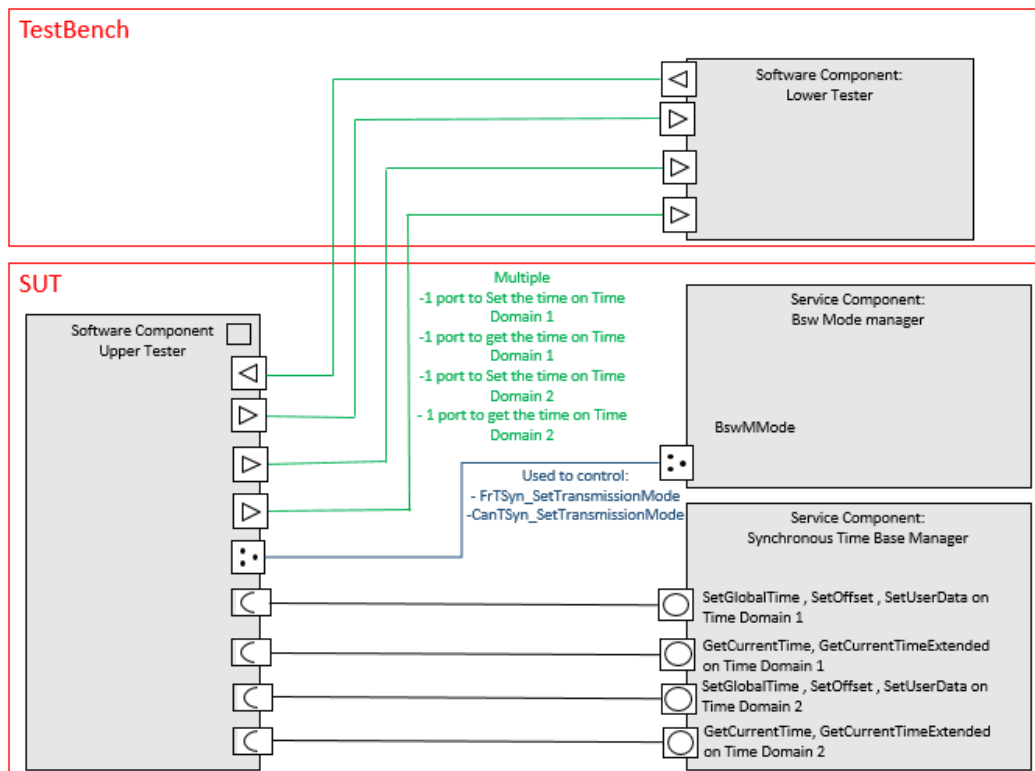 TestBench
Software Component:
Lower Tester
SUT
Software Component
Upper Tester
Multiple
-1 port to Set the time on Time
Domain 1
-1 port to get the time on Time
Domain 1
-1 port to Set the time on Time
Domain 2
- 1 port to get the time on Time
Domain 2
Service Component:
Bsw Mode manager
BswMMode
Used to control:
- FrTSyn_SetTransmissionMode
-CanTSyn_SetTransmissionMode
Service Component:
Synchronous Time Base Manager
SetGlobalTime , SetOffset , SetUserData on
Time Domain 1
GetCurrentTime, GetCurrentTimeExtended
on Time Domain 1
SetGlobalTime , SetOffset , SetUserData on
Time Domain 2
GetCurrentTime, GetCurrentTimeExtended
on Time Domain 2